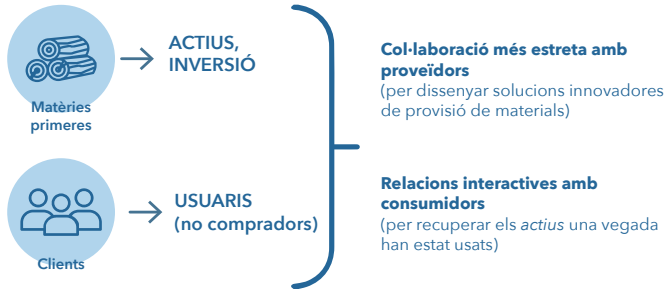 Matèries
primeres
ACTIUS,
INVERSIÓ
Clients
USUARIS
(no compradors)
Col·laboració més estreta amb
proveïdors
(per dissenyar solucions innovadores
de provisió de materials)
Relacions interactives amb
consumidors
(per recuperar els actius una vegada
han estat usats)